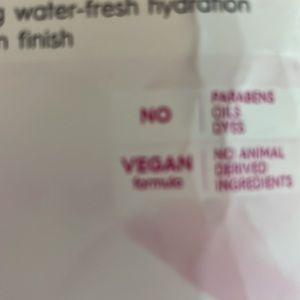 g water-fresh hydration
n finish
NO
PARABENS
OILS
DYES
VEGAN
formula
NO ANIMAL
DERIVED
INGREDIENTS